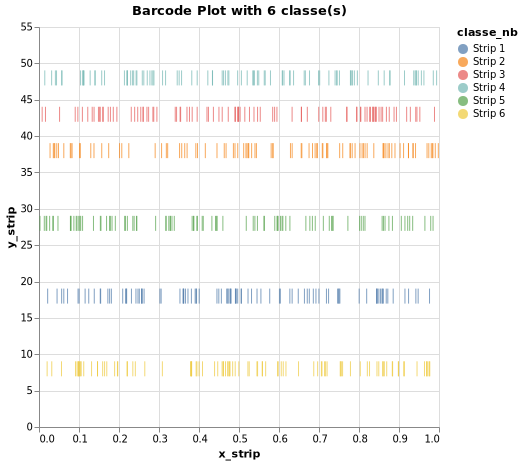 Barcode Plot with 6 classe(s)
classe_nb
Strip 1
Strip 2
Strip 3
Strip 4
Strip 5
Strip 6
55
50
45
40
35
30
25
20
15
10
5
0
y_strip
0.0 0.1 0.2 0.3 0.4 0.5 0.6 0.7 0.8 0.9 1.0
x_strip